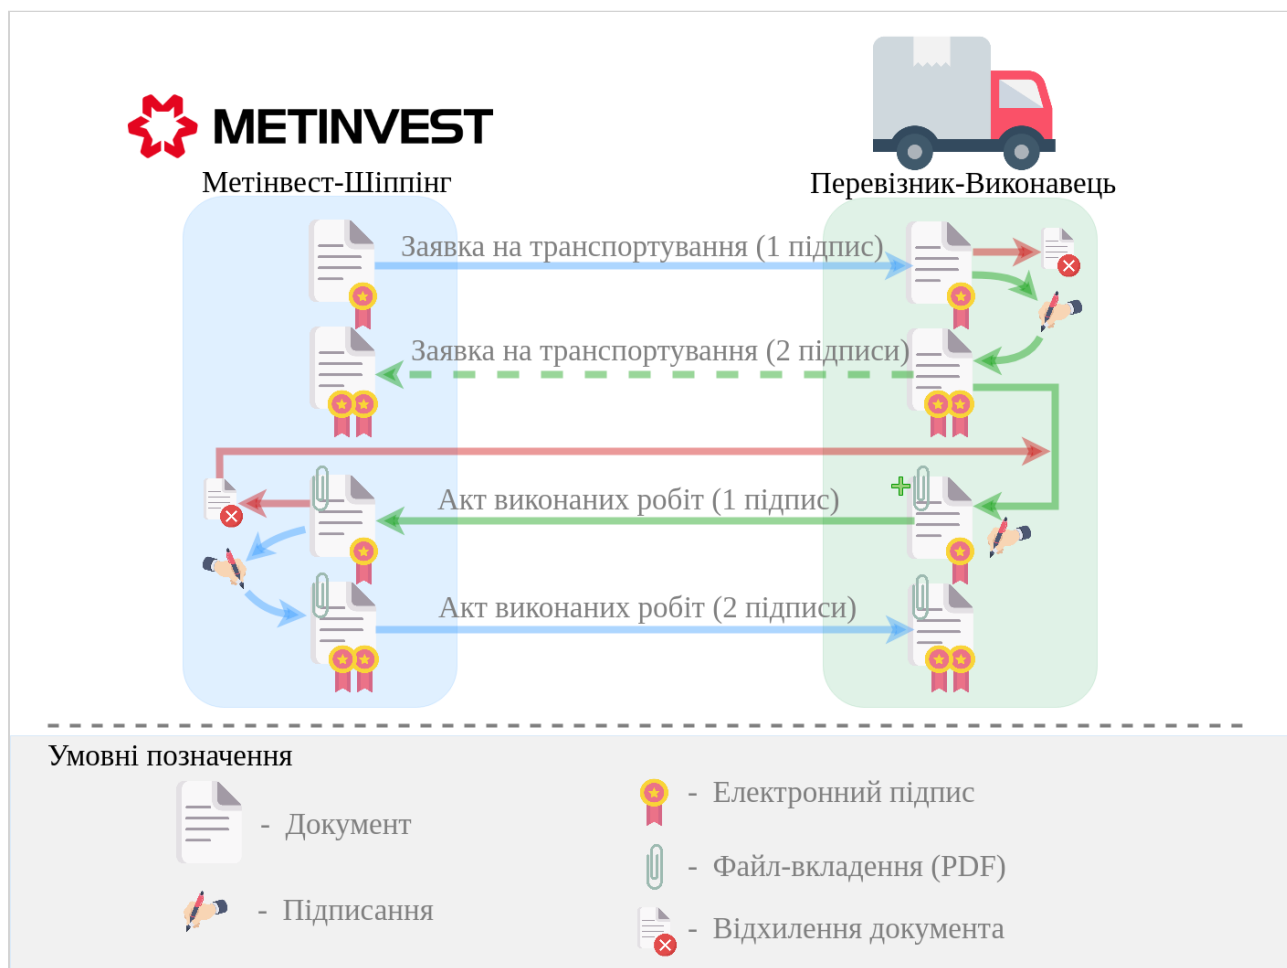 METINVEST
Метінвест-Шіппінг
Перевізник-Виконавець
Заявка на транспортування (1 підпис)
Заявка на транспортування (2 підписи)
Акт виконаних робіт (1 підпис)
Акт виконаних робіт (2 підписи)
Умовні позначення
- Документ
- Підписання
- Електронний підпис
- Файл-вкладення (PDF)
- Відхилення документа